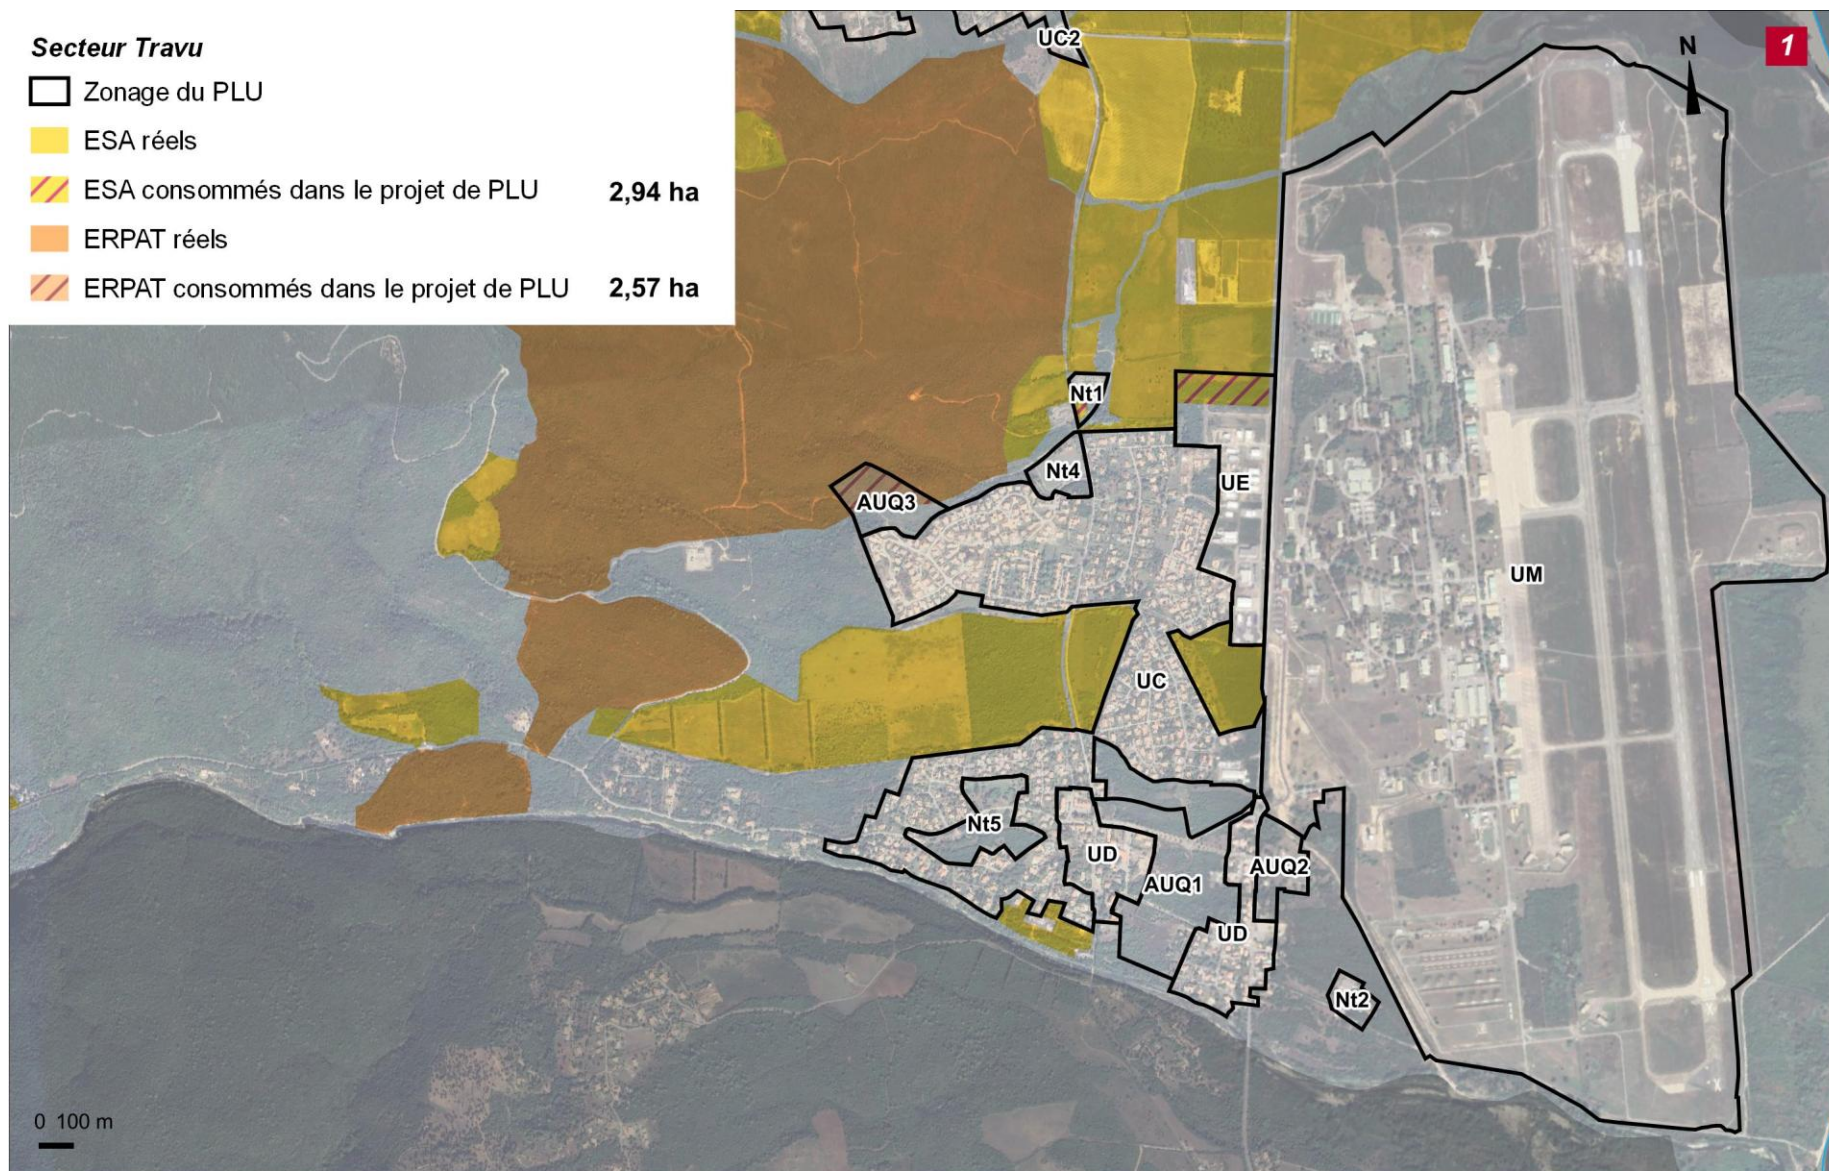 Secteur Travu
Zonage du PLU
ESA réels
ESA consommés dans le projet de PLU 2,94 ha
ERPAT réels
ERPAT consommés dans le projet de PLU 2,57 ha
UC2
N
1
Nt1
Nt4
AUQ3
UE
UM
UC
Nt5
UD
AUQ2
AUQ1
UD
Nt2
0 100 m